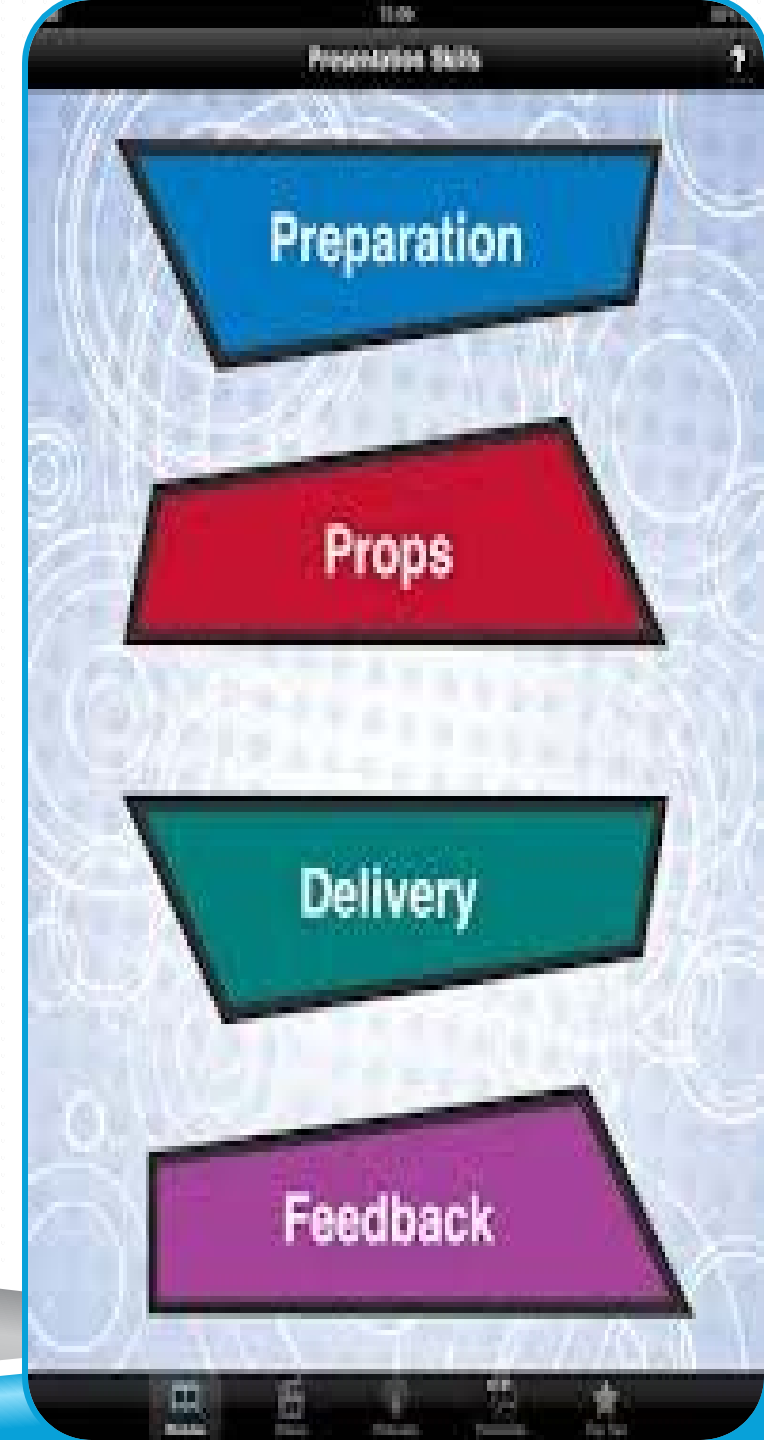 Presentation Skills ?
Preparation
Props
Delivery
Feedback